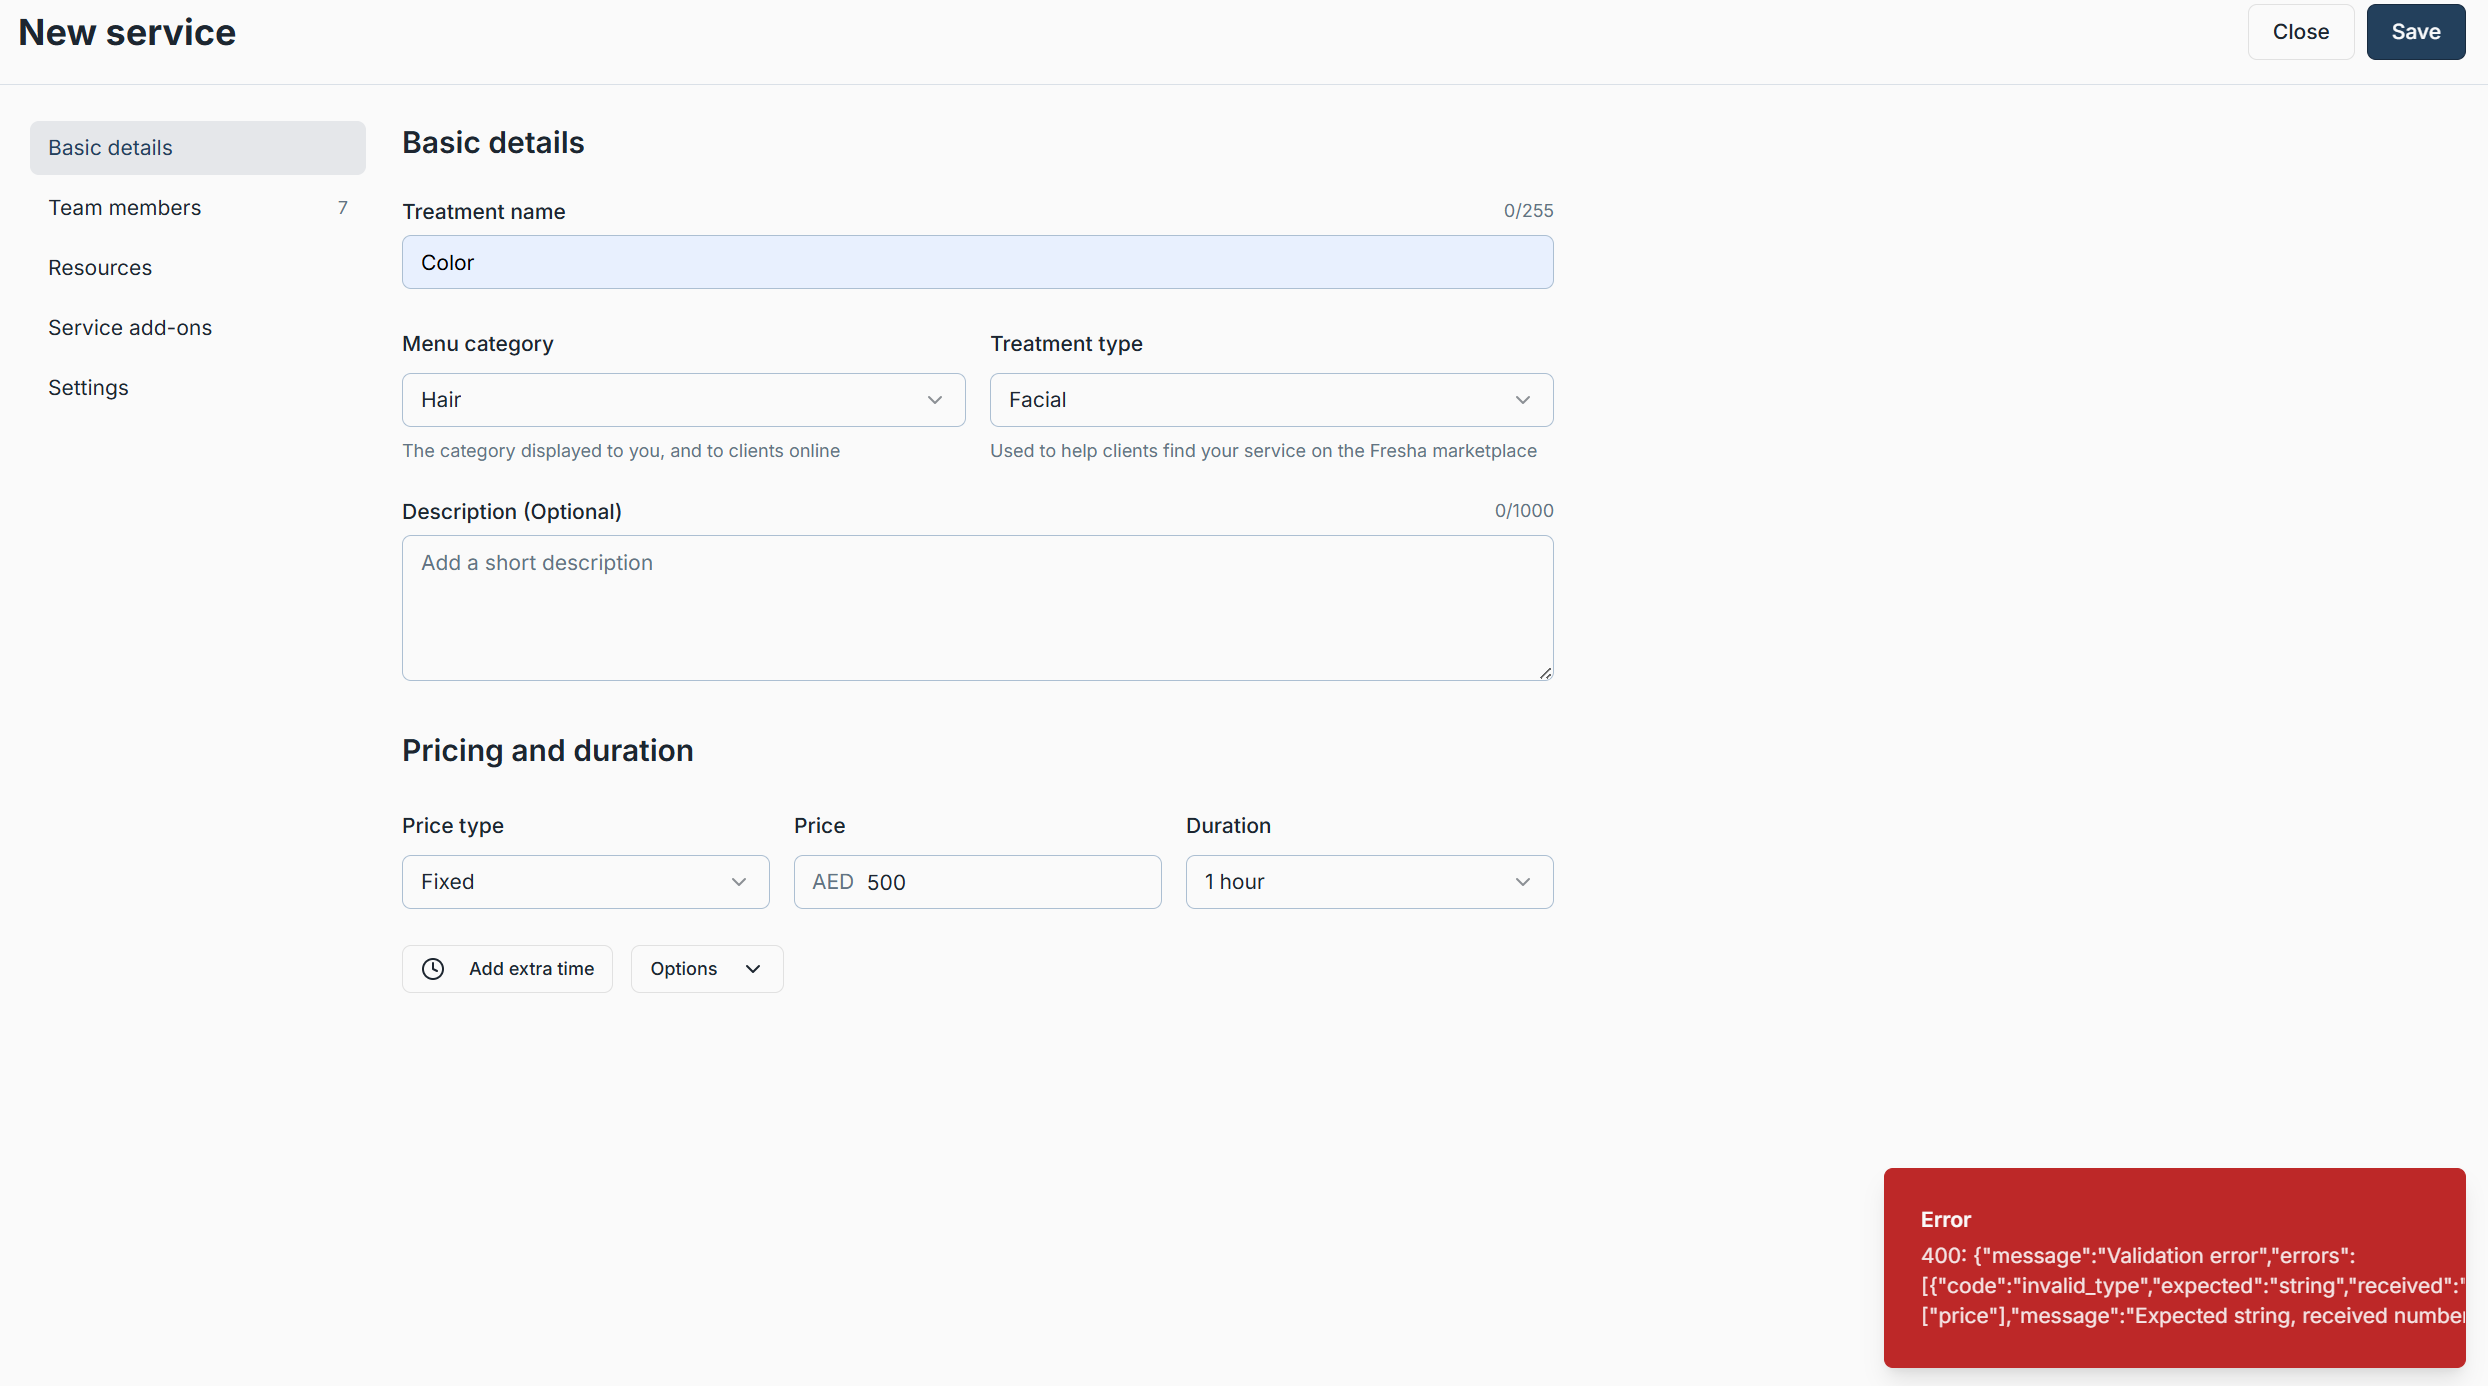 New service
Close
Save
Basic details
Team members 7
Resources
Service add-ons
Settings
Basic details
Treatment name 0/255
Color
Menu category
Treatment type
Hair
Facial
The category displayed to you, and to clients online
Used to help clients find your service on the Fresha marketplace
Description (Optional) 0/1000
Add a short description
Pricing and duration
Price type
Price
Duration
Fixed
AED 500
1 hour
Add extra time
Options
Error
400: {"message":"Validation error","errors":
[{"code":"invalid_type","expected":"string","received":"
["price"],"message":"Expected string, received number